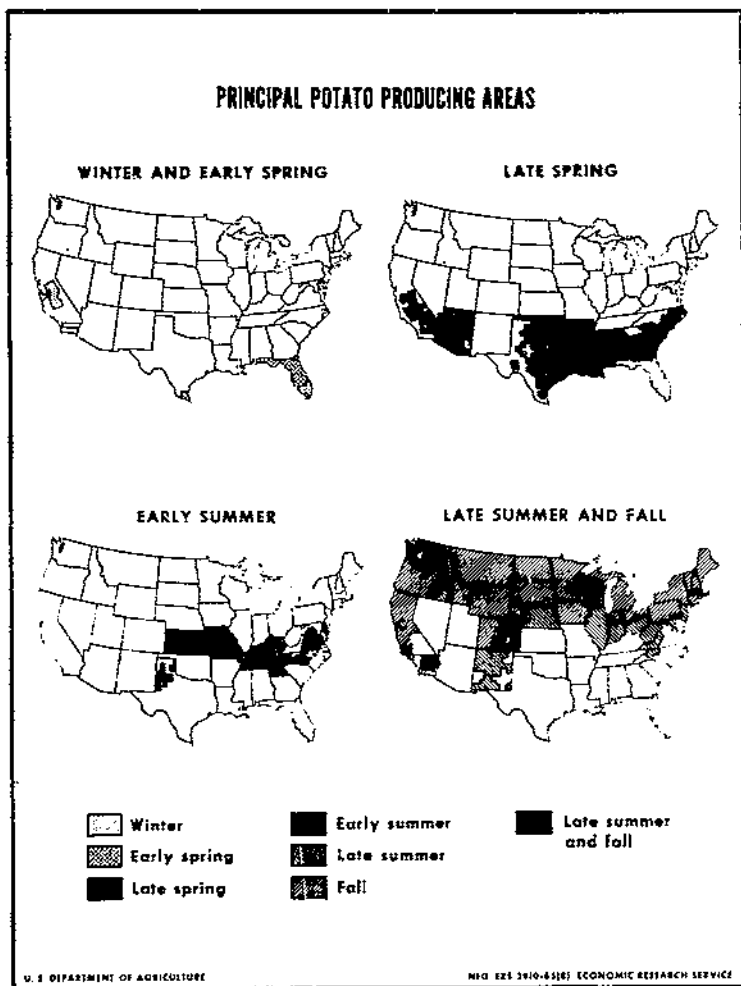 PRINCIPAL POTATO PRODUCING AREAS
WINTER AND EARLY SPRING
LATE SPRING
EARLY SUMMER
LATE SUMMER AND FALL
Winter
Early spring
Late spring
Early summer
Late summer
Fall
Late summer
and fall
U. S DEPARTMENT OF AGRICULTURE
ECONOMIC RESEARCH SERVICE